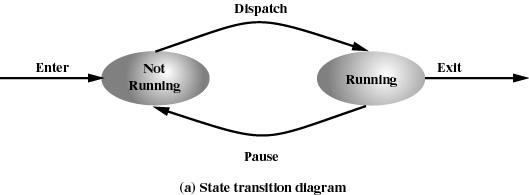 Dispatch
Enter
Not
Running
Running
Exit
Pause
(a) State transition diagram